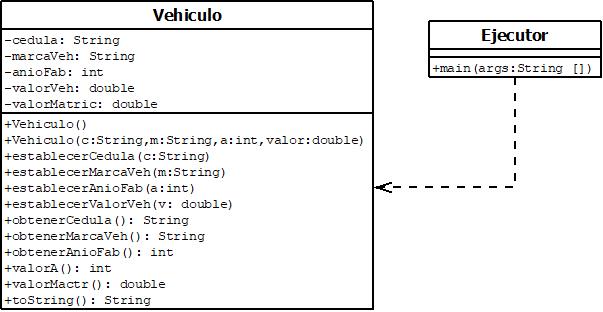 Vehiculo
-cedula: String
-marcaVeh: String
-anioFab: int
-valorVeh: double
-valorMatric: double
+Vehiculo()
+Vehiculo(c:String,m:String,a:int,valor:double)
+establecerCedula(c:String)
+establecerMarcaVeh(m:String)
+establecerAnioFab(a:int)
+establecerValorVeh(v: double)
+obtenerCedula(): String
+obtenerMarcaVeh(): String
+obtenerAnioFab(): int
+valorA(): int
+valorMactr(): double
+toString(): String
Ejecutor
+main(args:String [])